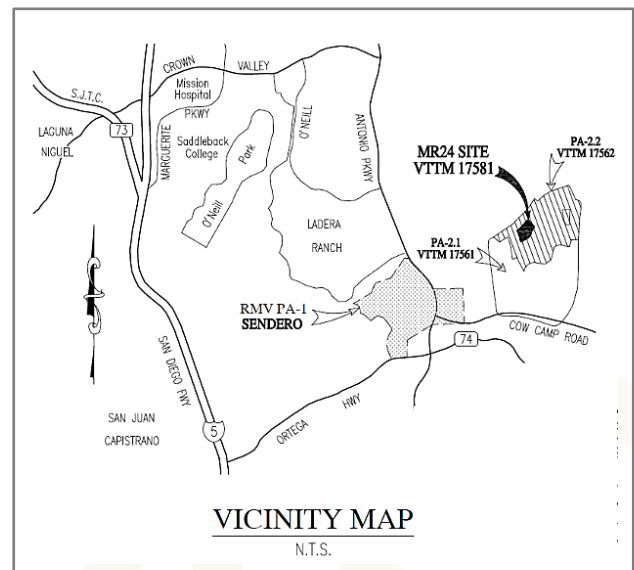 CROWN
VALLEY
Mission
Hospital
PKWY
S.J.T.C.
73
LAGUNA
NIGUEL
MARGUERITE
Saddleback
College
O'Neill
Park
O'NEILL
ANTONIO PKWY
LADERA
RANCH
MR24 SITE
VTTM 17581
PA-2.2
VTTM 17562
PA-2.1
VTTM 17561
RMV PA-1
SENDERO
COW CAMP ROAD
74
SAN DIEGO FWY
SAN JUAN
CAPISTRANO
5
ORTEGA
HWY
VICINITY MAP
N.T.S.